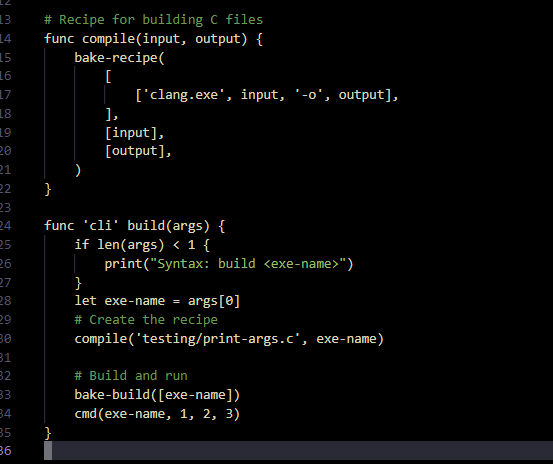 13 # Recipe for building C files
14 func compile(input, output) {
15     bake-recipe(
16         [
17             ['clang.exe', input, '-o', output],
18         ],
19         [input],
20         [output],
21     )
22 }
23
24 func 'cli' build(args) {
25     if len(args) < 1 {
26         print("Syntax: build <exe-name>")
27     }
28     let exe-name = args[0]
29     # Create the recipe
30     compile('testing/print-args.c', exe-name)
31
32     # Build and run
33     bake-build([exe-name])
34     cmd(exe-name, 1, 2, 3)
35 }
36